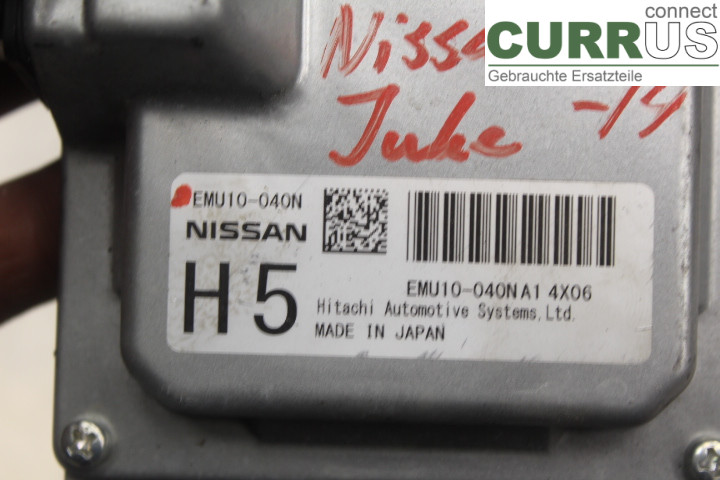 connect
CURRUS
Gebrauchte Ersatzteile
Juke -15
EMU10-040N
NISSAN
H5
EMU10-040NA1 4X06
Hitachi Automotive Systems,Ltd.
MADE IN JAPAN